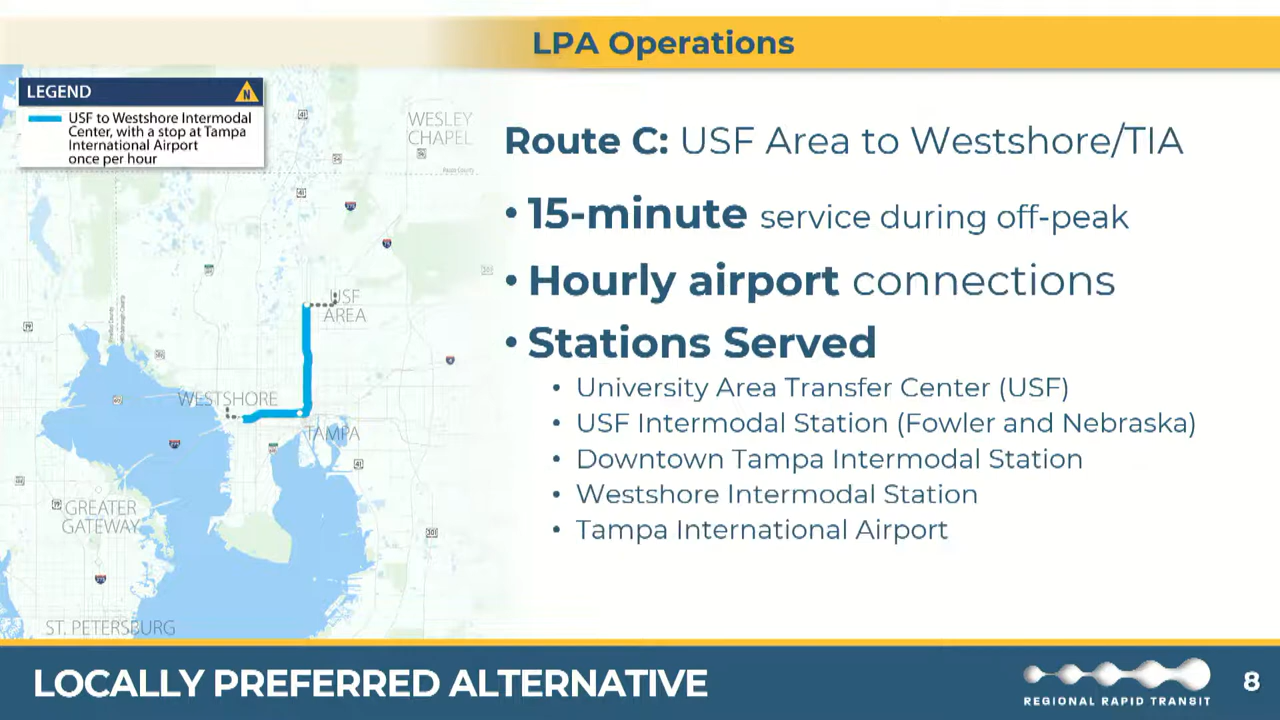 LPA Operations
LEGEND
N
USF to Westshore Intermodal
Center, with a stop at Tampa
International Airport
once per hour
WESLEY
CHAPEL
USF
AREA
WESTSHORE
TAMPA
GREATER
GATEWAY
ST. PETERSBURG
Route C: USF Area to Westshore/TIA
• 15-minute service during off-peak
• Hourly airport connections
• Stations Served
• University Area Transfer Center (USF)
• USF Intermodal Station (Fowler and Nebraska)
• Downtown Tampa Intermodal Station
• Westshore Intermodal Station
• Tampa International Airport
LOCALLY PREFERRED ALTERNATIVE
REGIONAL RAPID TRANSIT
8